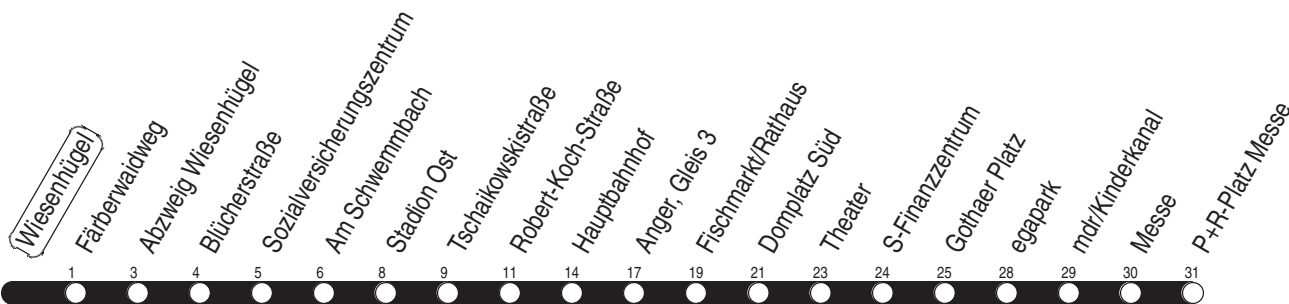 Wiesenhügel
Färberwaidweg
Abzweig Wiesenhügel
Blücherstraße
Sozialversicherungszentrum
Am Schwemmbach
Stadion Ost
Tschaikowskistraße
Robert-Koch-Straße
Hauptbahnhof
Anger, Gleis 3
Fischmarkt/Rathaus
Domplatz Süd
Theater
S-Finanzzentrum
Gothaer Platz
egapark
mdr/Kinderkanal
Messe
P+R-Platz Messe
1 3 4 5 6 8 9 11 14 17 19 21 23 24 25 28 29 30 31